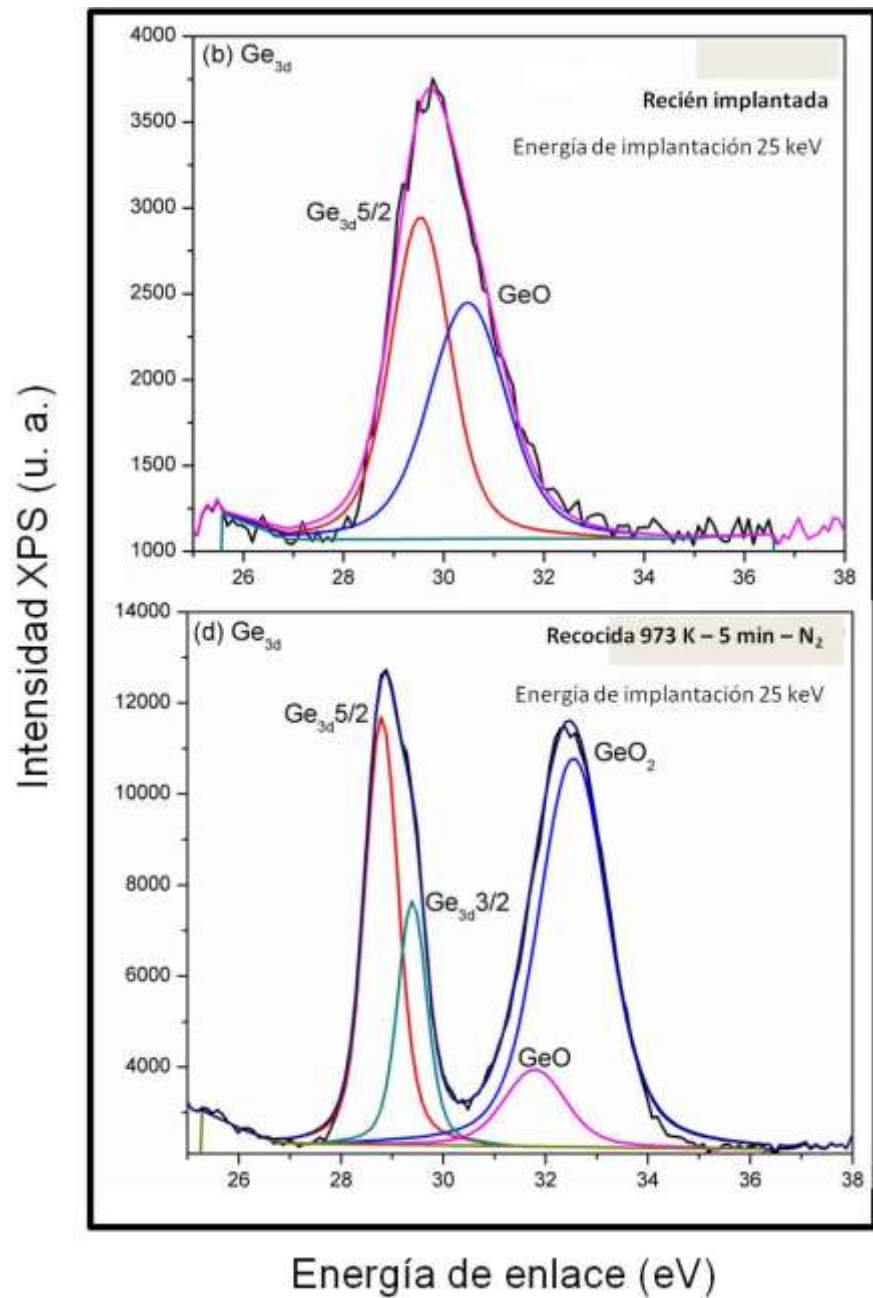 Intensidad XPS (u. a.)
(b) Ge3d
Recién implantada
Energía de implantación 25 keV
Ge3d5/2
GeO
4000
3500
3000
2500
2000
1500
1000
26 28 30 32 34 36 38
(d) Ge3d
Recocida 973 K – 5 min – N2
Energía de implantación 25 keV
Ge3d5/2
GeO2
Ge3d3/2
GeO
14000
12000
10000
8000
6000
4000
26 28 30 32 34 36 38
Energía de enlace (eV)